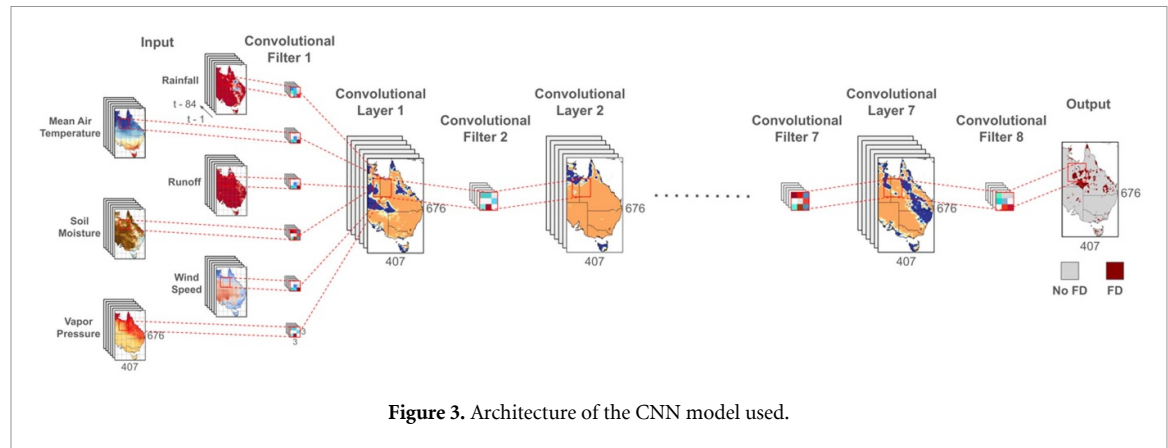 Input
Convolutional
Filter 1
Rainfall
t - 84
t - 1
Mean Air
Temperature
Runoff
Soil
Moisture
Wind
Speed
Vapor
Pressure
676
407
3
3
Convolutional
Layer 1
676
407
Convolutional
Filter 2
Convolutional
Layer 2
676
407
Convolutional
Filter 7
Convolutional
Layer 7
676
407
Convolutional
Filter 8
Output
676
407
No FD
FD
Figure 3. Architecture of the CNN model used.